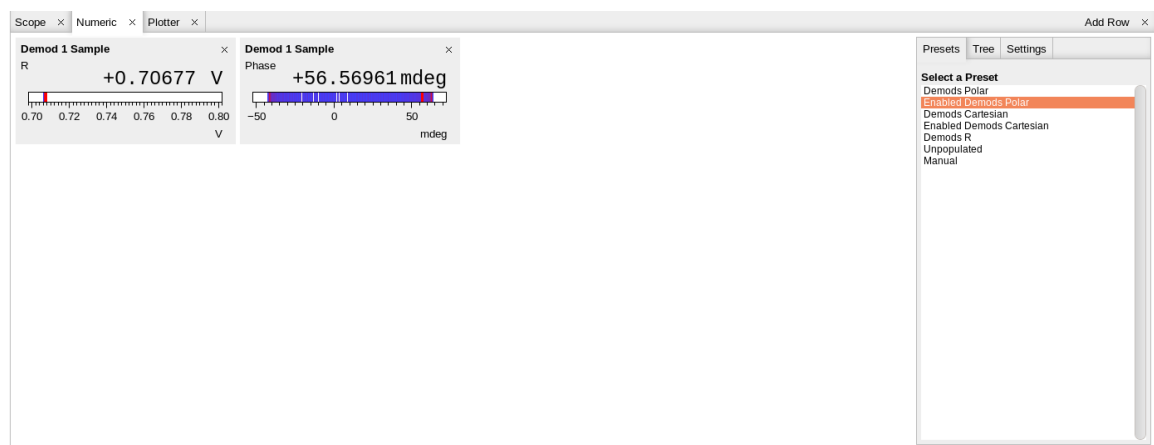 Scope × Numeric × Plotter × Add Row ×
Demod 1 Sample ×
R
+0.70677 V
0.70 0.72 0.74 0.76 0.78 0.80
V
Demod 1 Sample ×
Phase
+56.56961 mdeg
−50 0 50
mdeg
Presets Tree Settings
Select a Preset
Demods Polar
Enabled Demods Polar
Demods Cartesian
Enabled Demods Cartesian
Demods R
Unpopulated
Manual